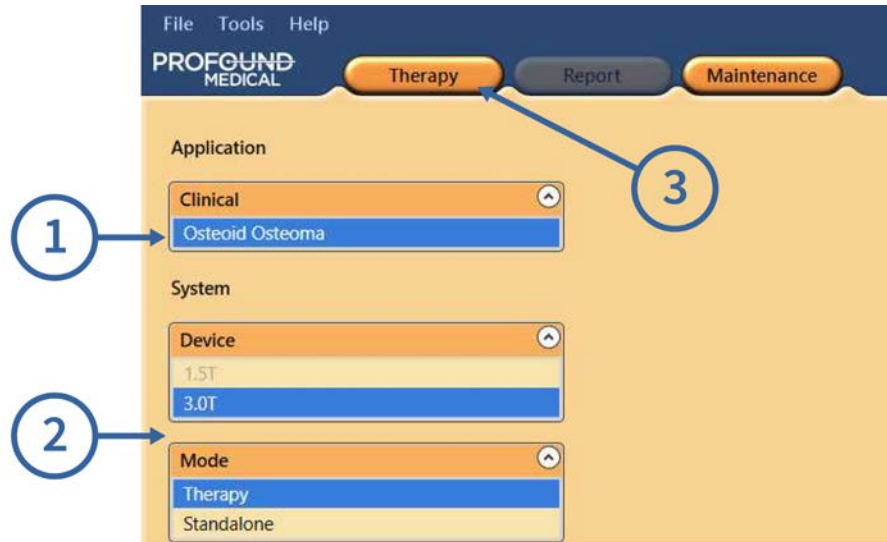 File Tools Help
PROFOUND
MEDICAL
Therapy Report Maintenance
Application
3
Clinical
1
Osteoid Osteoma
System
Device
1.5T
3.0T
2
Mode
Therapy
Standalone